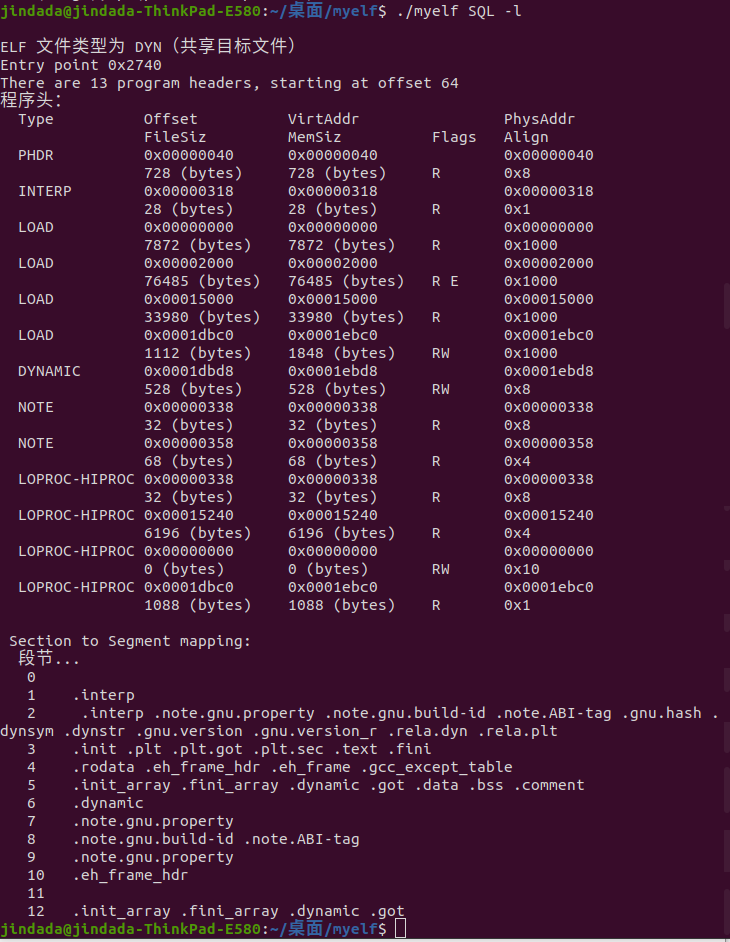 jindada@jindada-ThinkPad-E580:~/桌面/myelf$ ./myelf SQL -l

ELF 文件类型为 DYN（共享目标文件）
Entry point 0x2740
There are 13 program headers, starting at offset 64
程序头：
  Type           Offset          VirtAddr                PhysAddr
                 FileSiz         MemSiz          Flags   Align
  PHDR           0x00000040      0x00000040              0x00000040
                 728 (bytes)     728 (bytes)     R       0x8
  INTERP         0x00000318      0x00000318              0x00000318
                 28 (bytes)      28 (bytes)      R       0x1
  LOAD           0x00000000      0x00000000              0x00000000
                 7872 (bytes)    7872 (bytes)    R       0x1000
  LOAD           0x00002000      0x00002000              0x00002000
                 76485 (bytes)   76485 (bytes)   R E     0x1000
  LOAD           0x00015000      0x00015000              0x00015000
                 33980 (bytes)   33980 (bytes)   R       0x1000
  LOAD           0x0001dbc0      0x0001ebc0              0x0001ebc0
                 1112 (bytes)    1848 (bytes)    RW      0x1000
  DYNAMIC        0x0001dbd8      0x0001ebd8              0x0001ebd8
                 528 (bytes)     528 (bytes)     RW      0x8
  NOTE           0x00000338      0x00000338              0x00000338
                 32 (bytes)      32 (bytes)      R       0x8
  NOTE           0x00000358      0x00000358              0x00000358
                 68 (bytes)      68 (bytes)      R       0x4
  LOPROC-HIPROC 0x00000338      0x00000338              0x00000338
                 32 (bytes)      32 (bytes)      R       0x8
  LOPROC-HIPROC 0x00015240      0x00015240              0x00015240
                 6196 (bytes)    6196 (bytes)    R       0x4
  LOPROC-HIPROC 0x00000000      0x00000000              0x00000000
                 0 (bytes)       0 (bytes)       RW      0x10
  LOPROC-HIPROC 0x0001dbc0      0x0001ebc0              0x0001ebc0
                 1088 (bytes)    1088 (bytes)    R       0x1

 Section to Segment mapping:
  段节...
   0
   1    .interp
   2     .interp .note.gnu.property .note.gnu.build-id .note.ABI-tag .gnu.hash .
dynsym .dynstr .gnu.version .gnu.version_r .rela.dyn .rela.plt
   3    .init .plt .plt.got .plt.sec .text .fini
   4    .rodata .eh_frame_hdr .eh_frame .gcc_except_table
   5    .init_array .fini_array .dynamic .got .data .bss .comment
   6    .dynamic
   7    .note.gnu.property
   8    .note.gnu.build-id .note.ABI-tag
   9    .note.gnu.property
   10   .eh_frame_hdr
   11
   12   .init_array .fini_array .dynamic .got
jindada@jindada-ThinkPad-E580:~/桌面/myelf$